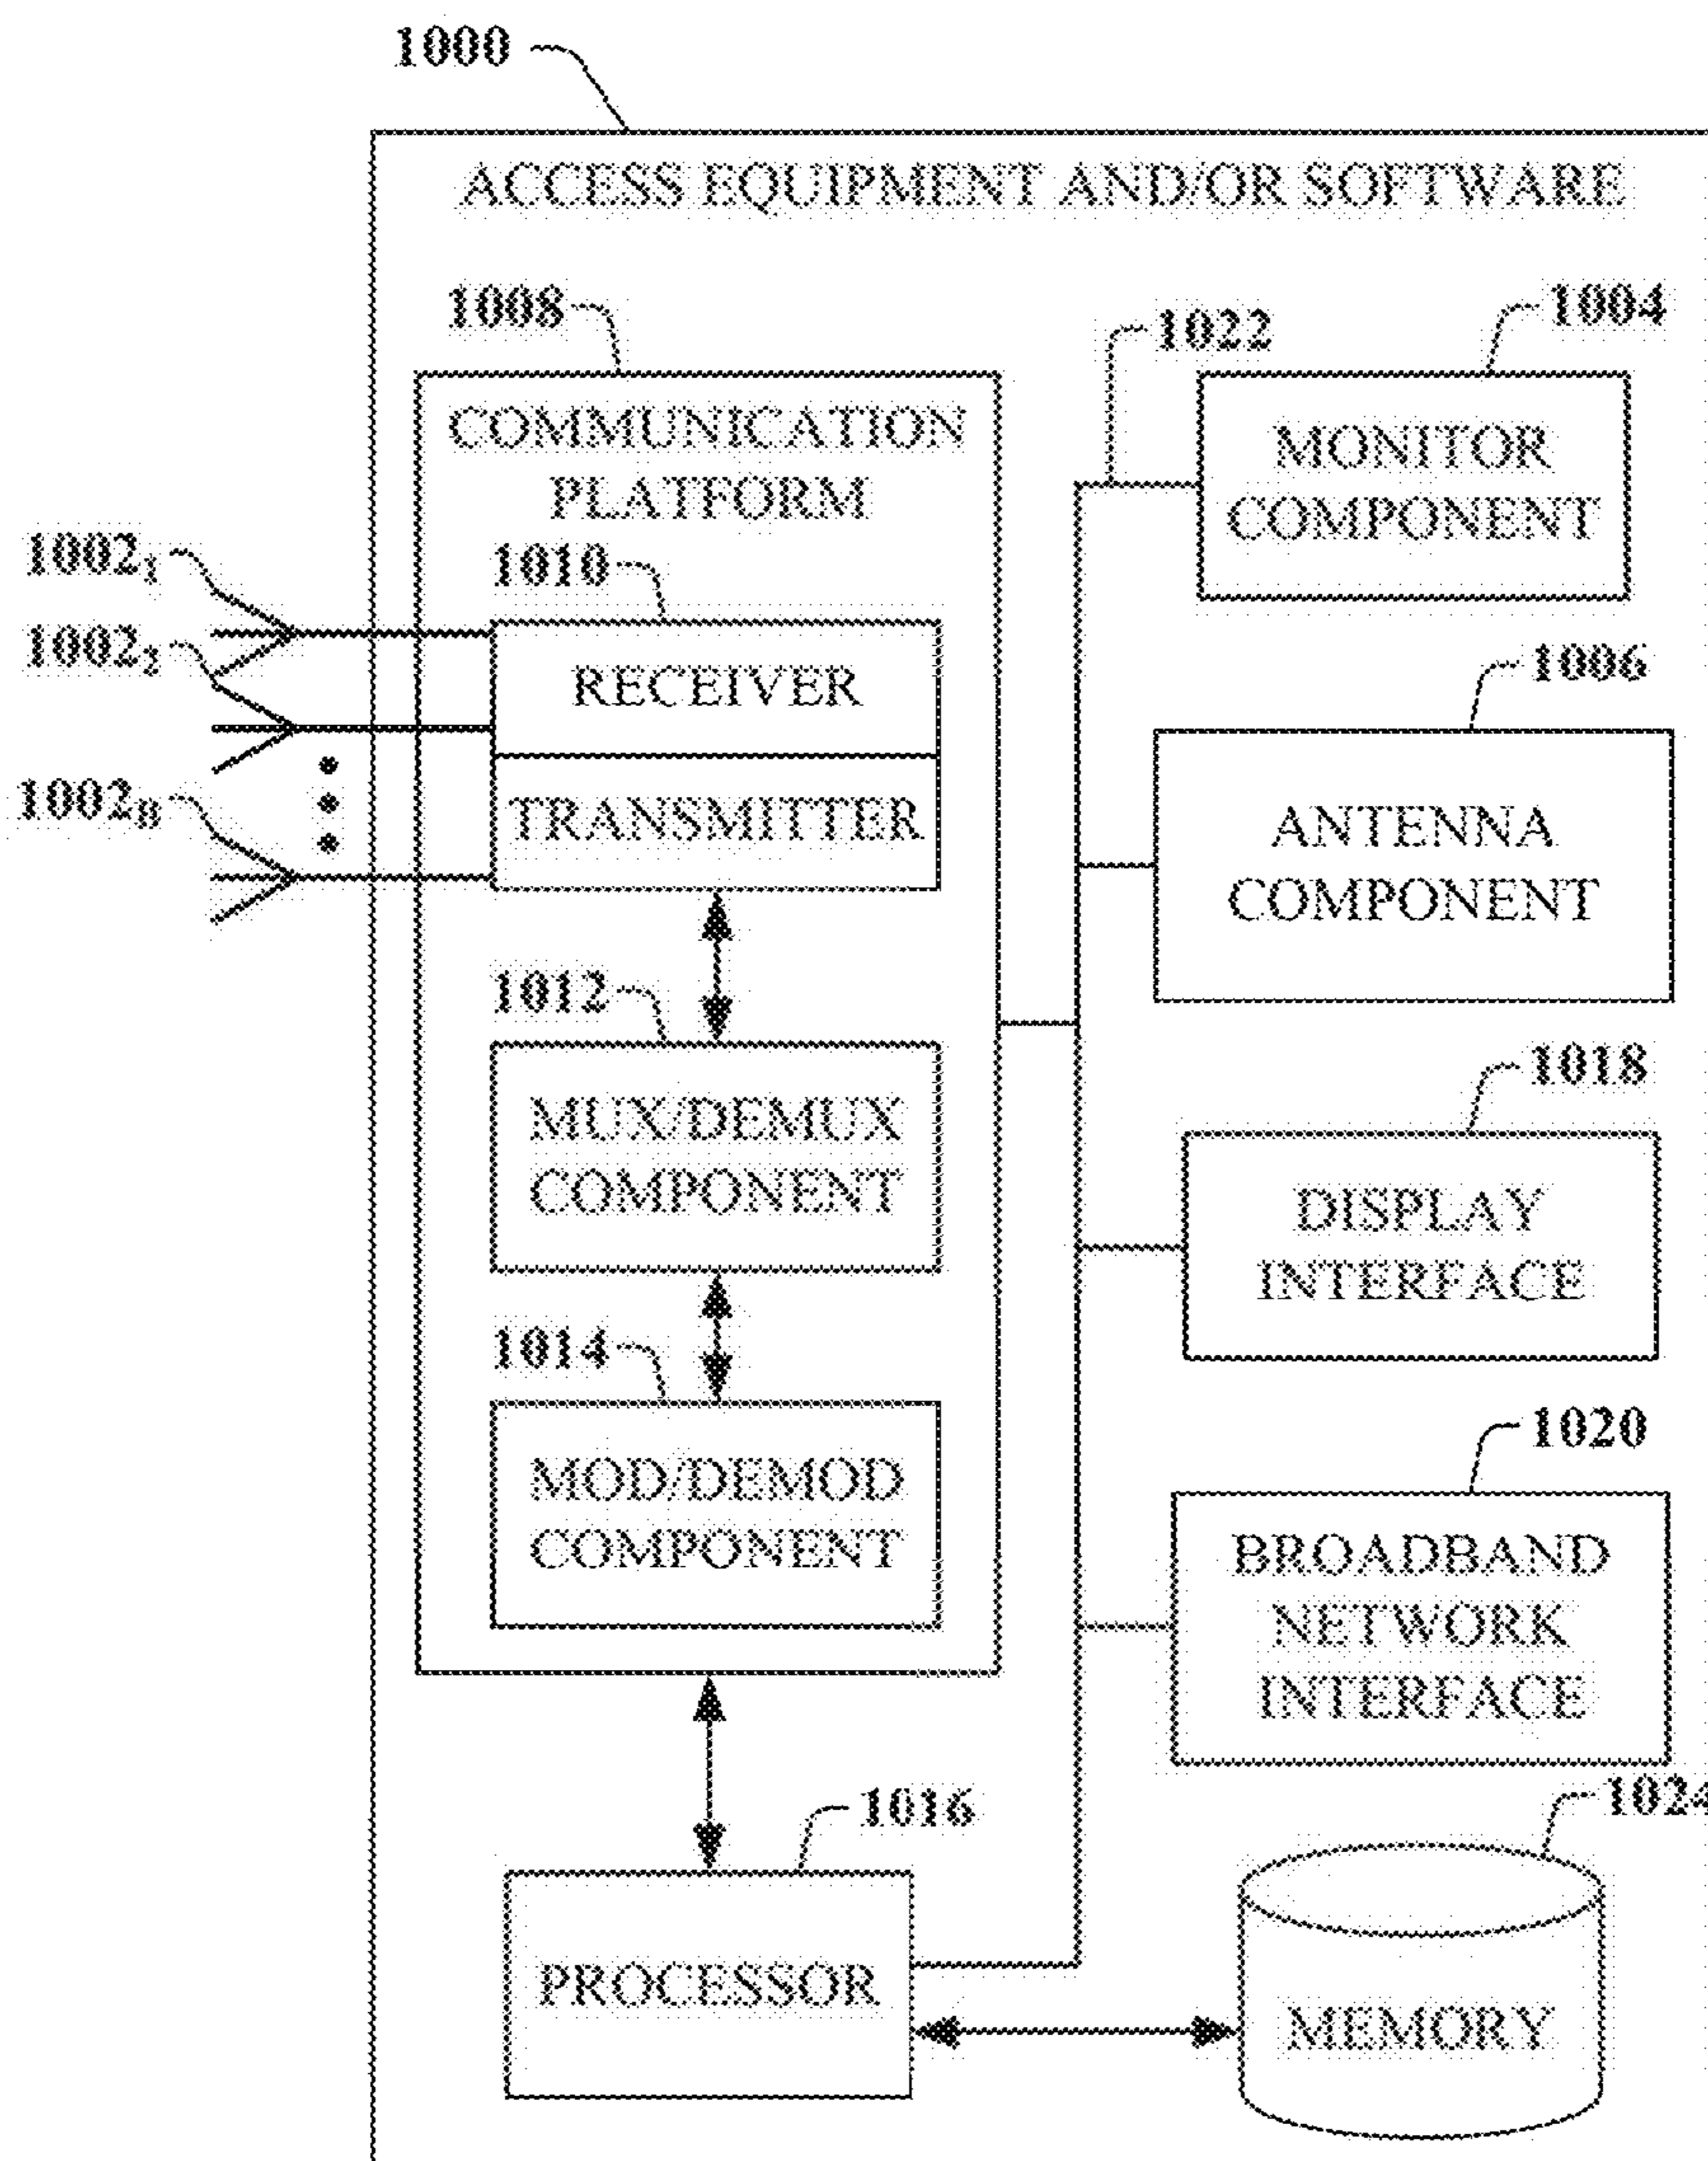 1000
ACCESS EQUIPMENT AND/OR SOFTWARE
1008
1004
1022
COMMUNICATION
PLATFORM
MONITOR
COMPONENT
1002₁
1010
1002₂
RECEIVER
1006
1002_B
TRANSMITTER
ANTENNA
COMPONENT
1012
MUX/DEMUX
COMPONENT
1018
DISPLAY
INTERFACE
1014
MOD/DEMOD
COMPONENT
1020
BROADBAND
NETWORK
INTERFACE
1016
1024
PROCESSOR
MEMORY